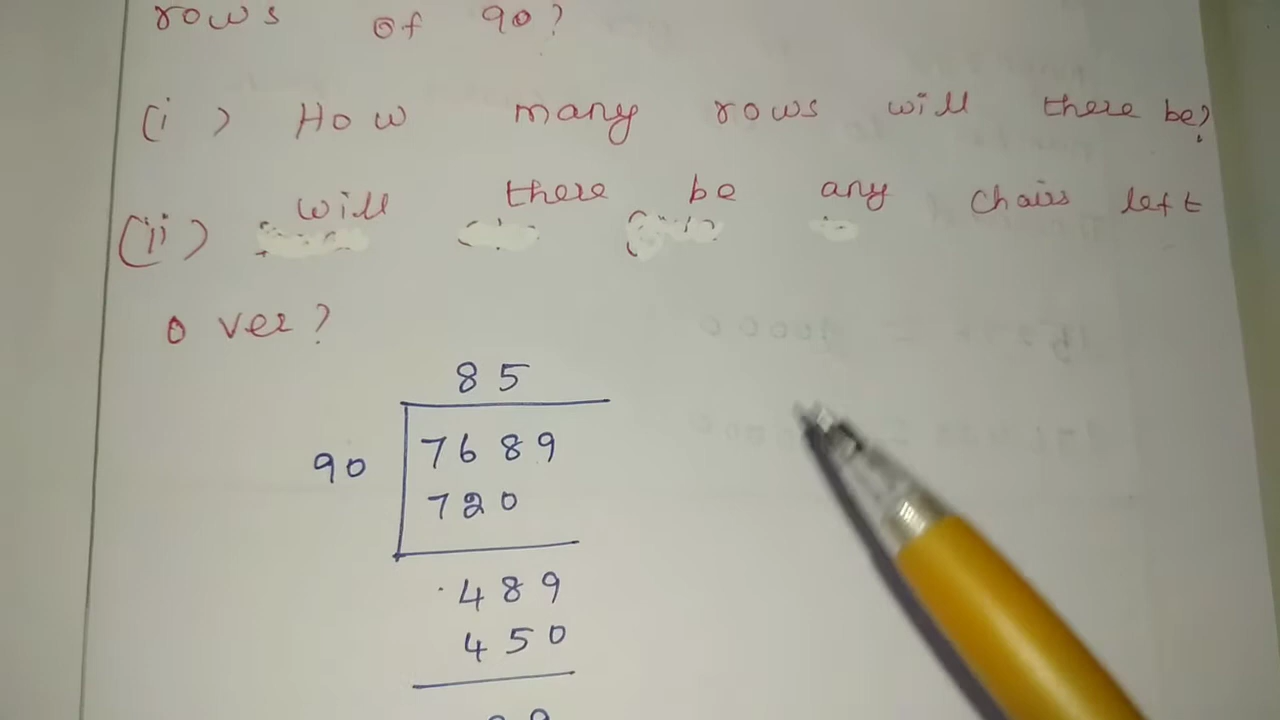 rows of 90?
(i) How many rows will there be?
(ii) will there be any chairs left
over?
85
90 7689
720
489
450